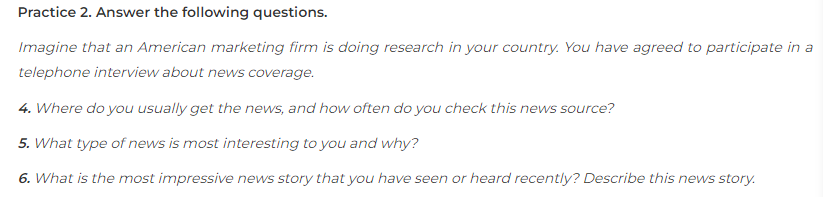 Practice 2. Answer the following questions.
Imagine that an American marketing firm is doing research in your country. You have agreed to participate in a
telephone interview about news coverage.
4. Where do you usually get the news, and how often do you check this news source?
5. What type of news is most interesting to you and why?
6. What is the most impressive news story that you have seen or heard recently? Describe this news story.